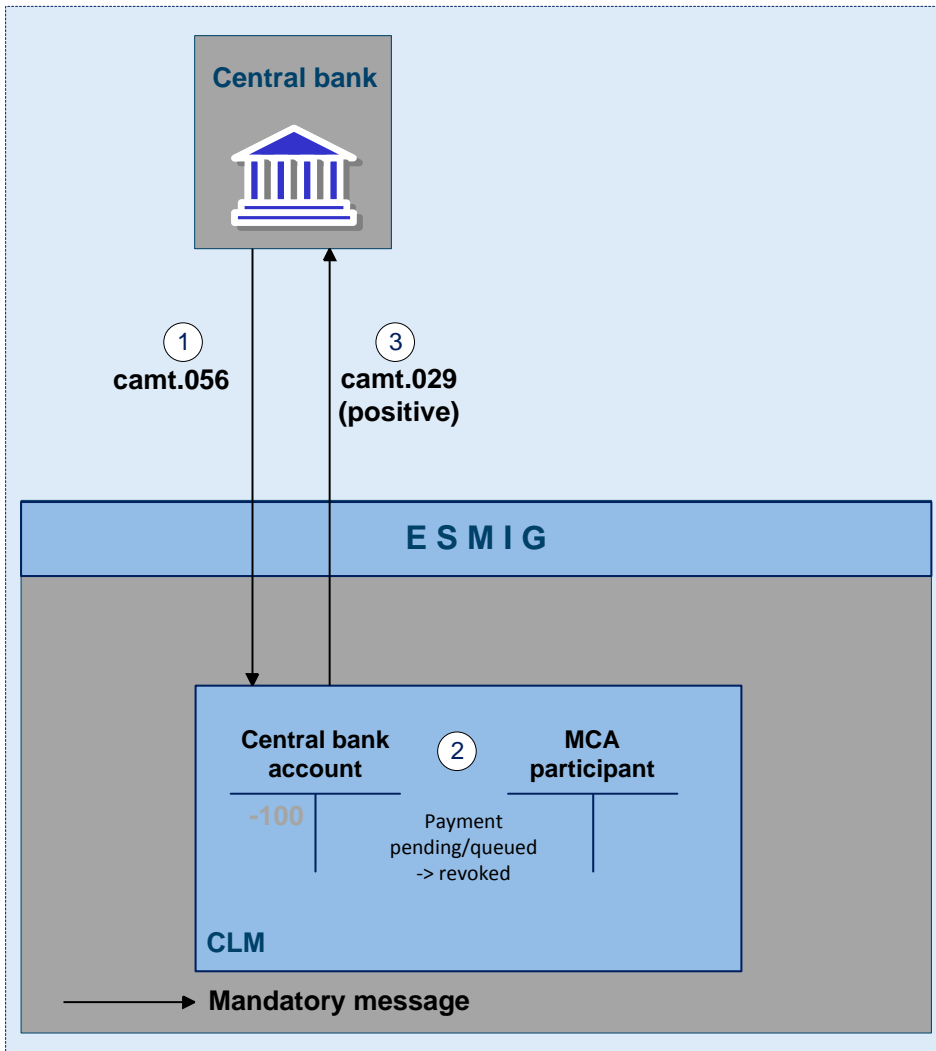 Central bank
1
camt.056
3
camt.029
(positive)
E S M I G
Central bank
account
2
MCA
participant
-100
Payment
pending/queued
-> revoked
CLM
Mandatory message